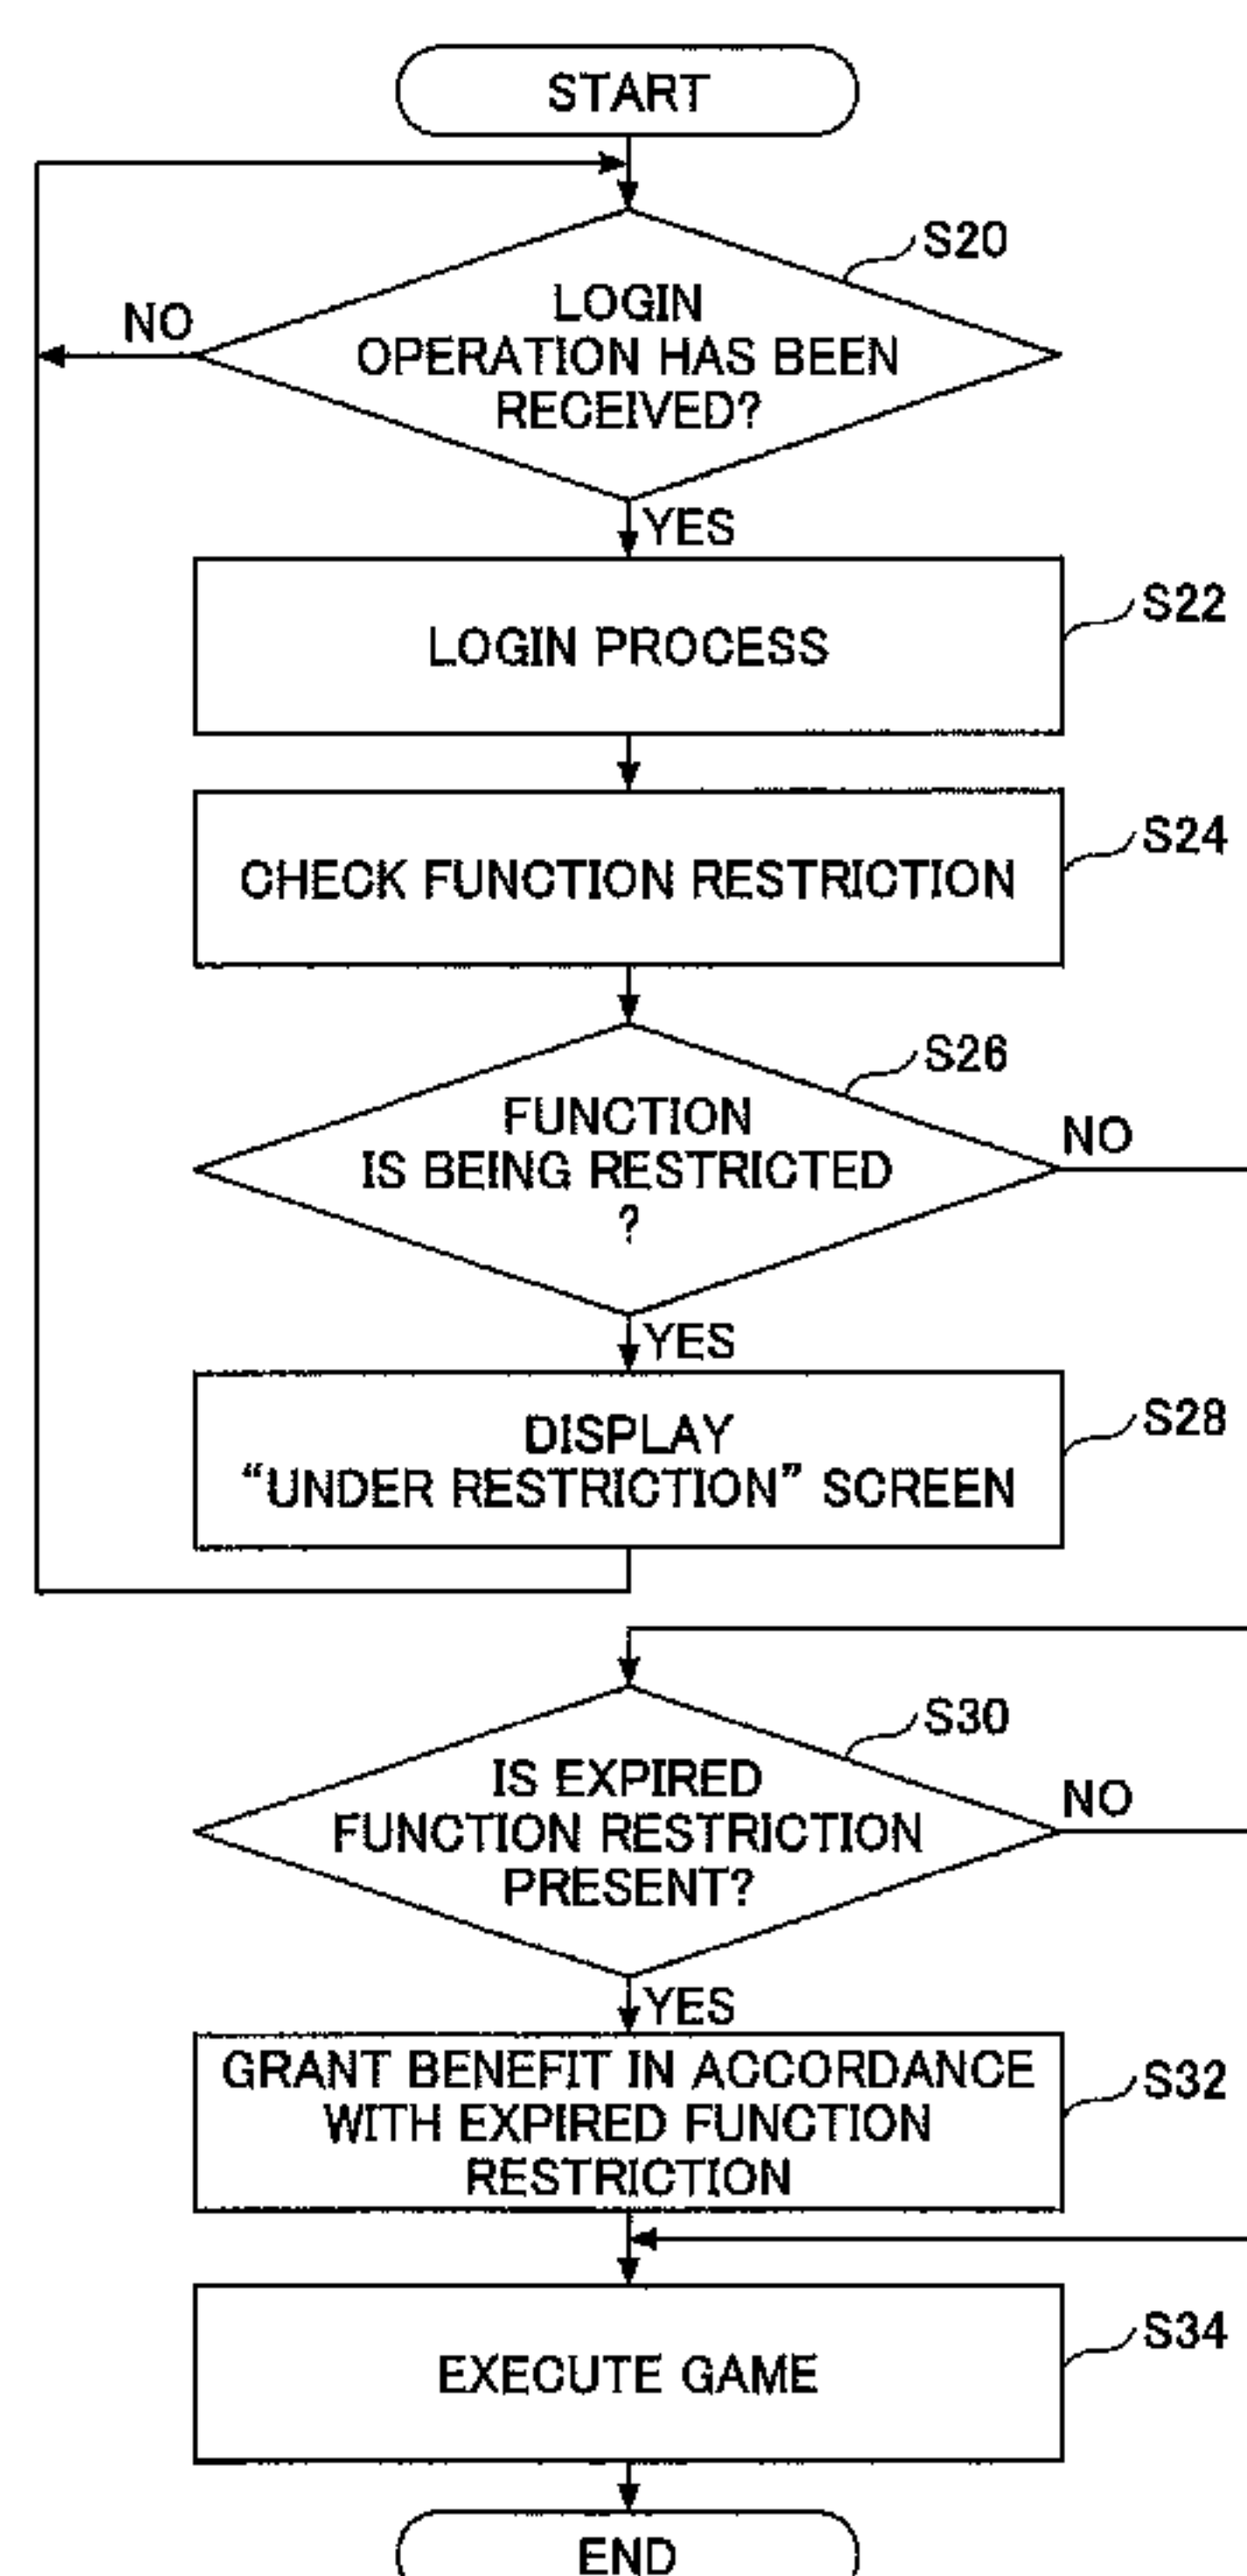 START
S20
LOGIN
OPERATION HAS BEEN
RECEIVED?
NO
YES
LOGIN PROCESS
S22
CHECK FUNCTION RESTRICTION
S24
S26
FUNCTION
IS BEING RESTRICTED
?
NO
YES
DISPLAY
“UNDER RESTRICTION” SCREEN
S28
S30
IS EXPIRED
FUNCTION RESTRICTION
PRESENT?
NO
YES
GRANT BENEFIT IN ACCORDANCE
WITH EXPIRED FUNCTION
RESTRICTION
S32
EXECUTE GAME
S34
END